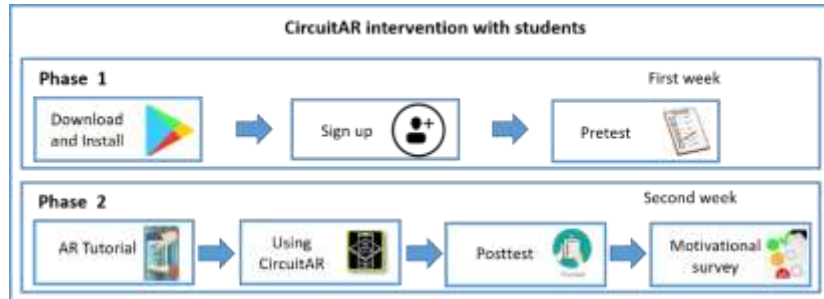 CircuitAR intervention with students
Phase 1
First week
Download
and Install
Sign up
Pretest
Phase 2
Second week
AR Tutorial
Using
CircuitAR
Posttest
Motivational
survey